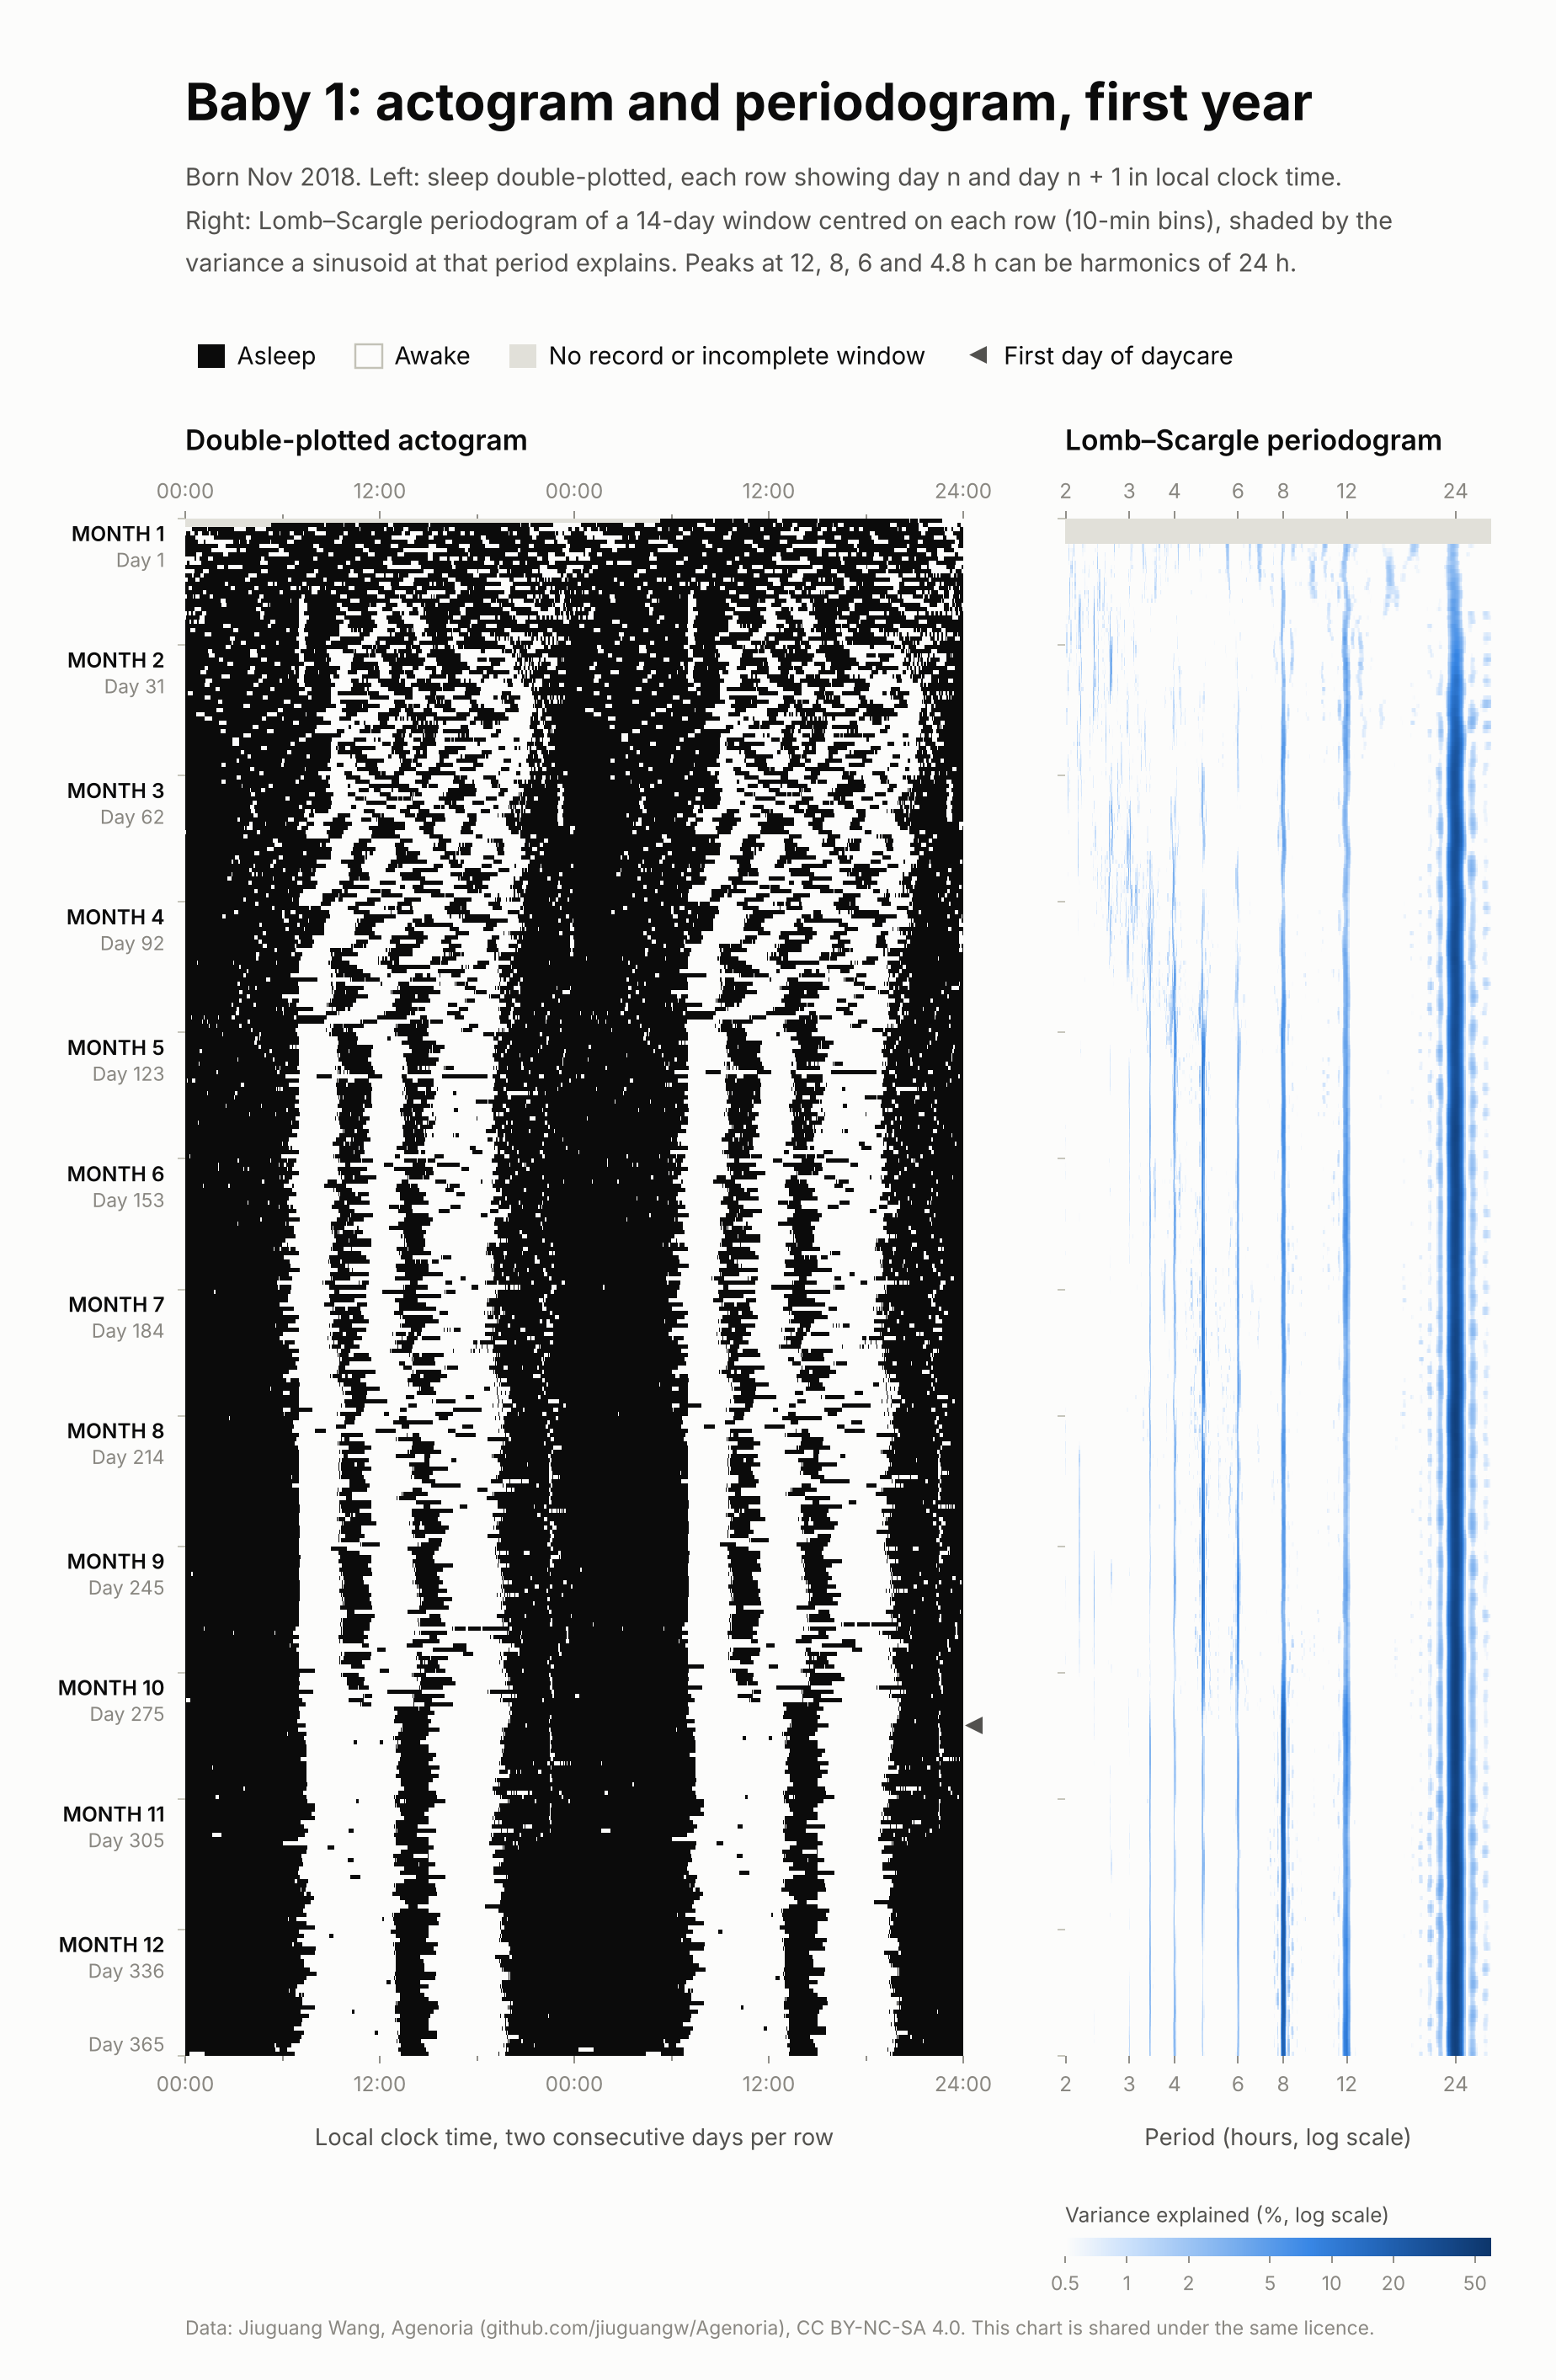 Baby 1: actogram and periodogram, first year
Born Nov 2018. Left: sleep double-plotted, each row showing day n and day n + 1 in local clock time.
Right: Lomb–Scargle periodogram of a 14-day window centred on each row (10-min bins), shaded by the
variance a sinusoid at that period explains. Peaks at 12, 8, 6 and 4.8 h can be harmonics of 24 h.
Asleep Awake No record or incomplete window First day of daycare
Double-plotted actogram
00:00 12:00 00:00 12:00 24:00
MONTH 1
Day 1
MONTH 2
Day 31
MONTH 3
Day 62
MONTH 4
Day 92
MONTH 5
Day 123
MONTH 6
Day 153
MONTH 7
Day 184
MONTH 8
Day 214
MONTH 9
Day 245
MONTH 10
Day 275
MONTH 11
Day 305
MONTH 12
Day 336
Day 365
00:00 12:00 00:00 12:00 24:00
Local clock time, two consecutive days per row
Lomb–Scargle periodogram
2 3 4 6 8 12 24
2 3 4 6 8 12 24
Period (hours, log scale)
Variance explained (%, log scale)
0.5 1 2 5 10 20 50
Data: Jiuguang Wang, Agenoria (github.com/jiuguangw/Agenoria), CC BY-NC-SA 4.0. This chart is shared under the same licence.